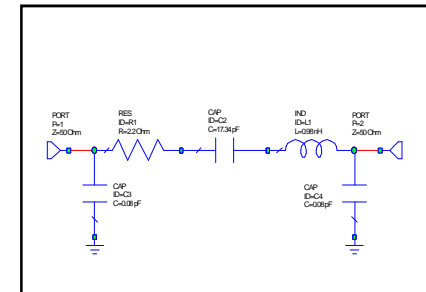 PORT
P=1
Z=50 Ohm
RES
ID=R1
R=2.2 Ohm
CAP
ID=C2
C=17.34 pF
IND
ID=L1
L=0.98 nH
PORT
P=2
Z=50 Ohm
CAP
ID=C3
C=0.08 pF
CAP
ID=C4
C=0.08 pF